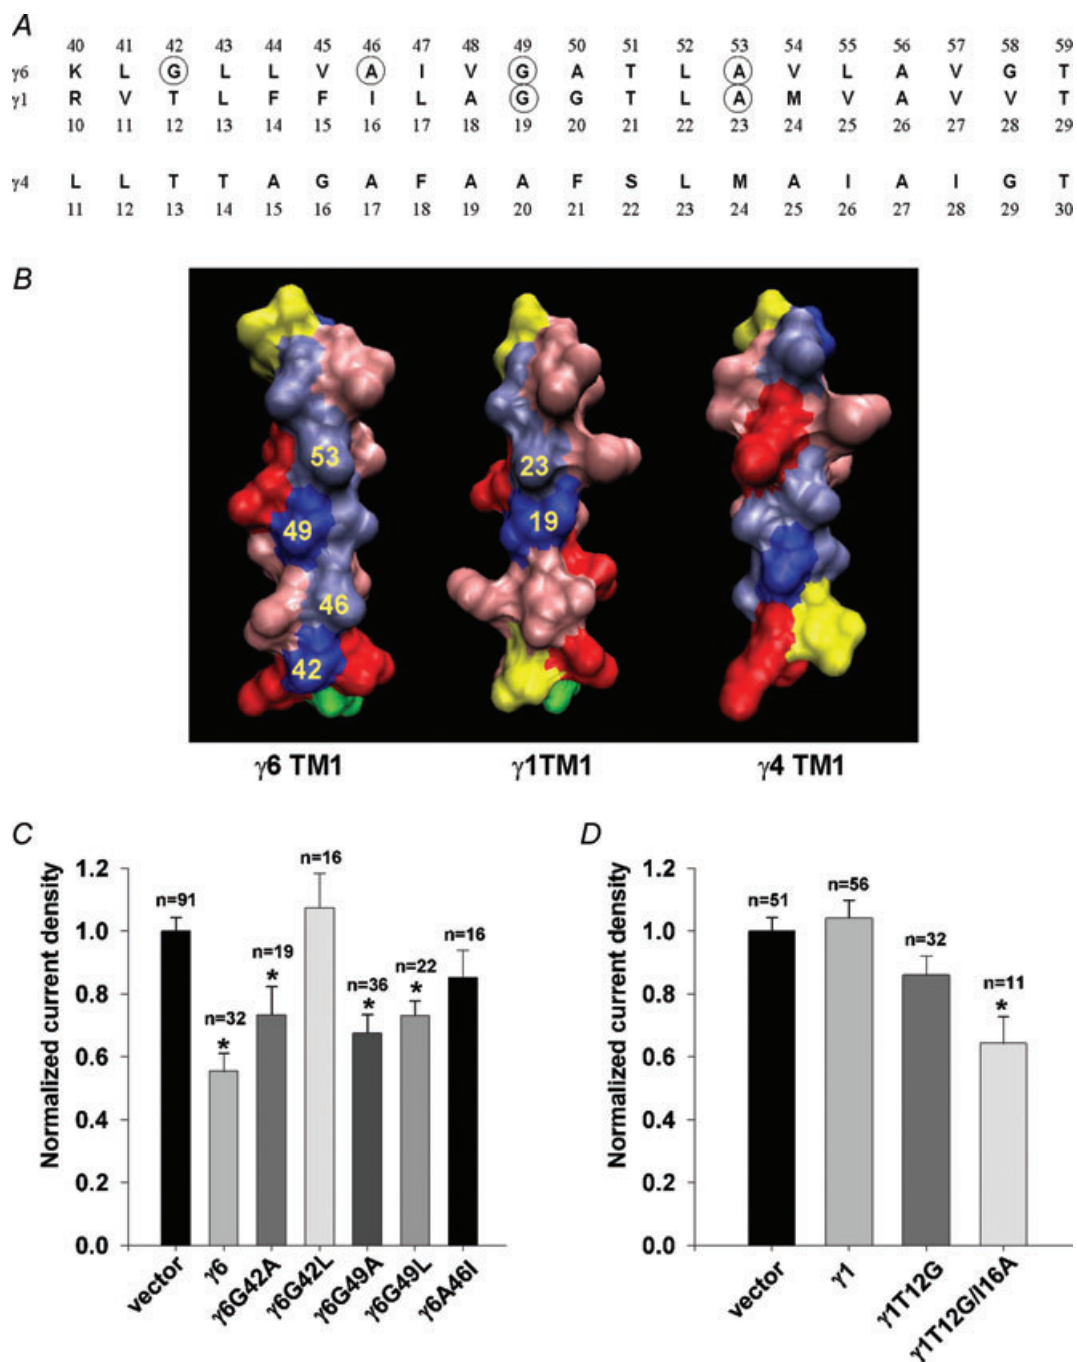 A
40 41 42 43 44 45 46 47 48 49 50 51 52 53 54 55 56 57 58 59
γ6 K L G L L V A I V G A T L A V L A V G T
γ1 R V T L F F I L A G G T L A M V A V V T
10 11 12 13 14 15 16 17 18 19 20 21 22 23 24 25 26 27 28 29
γ4 L L T T A G A F A A F S L M A I A I G T
11 12 13 14 15 16 17 18 19 20 21 22 23 24 25 26 27 28 29 30
B
53
49
46
42
23
19
γ6 TM1 γ1TM1 γ4 TM1
C
Normalized current density
1.2
1.0
0.8
0.6
0.4
0.2
0.0
n=91
n=32
*
n=19
*
n=16
n=36
*
n=22
*
n=16
vector
γ6
γ6G42A
γ6G42L
γ6G49A
γ6G49L
γ6A46I
D
Normalized current density
1.2
1.0
0.8
0.6
0.4
0.2
0.0
n=51
n=56
n=32
n=11
*
vector
γ1
γ1T12G
γ1T12G/I16A